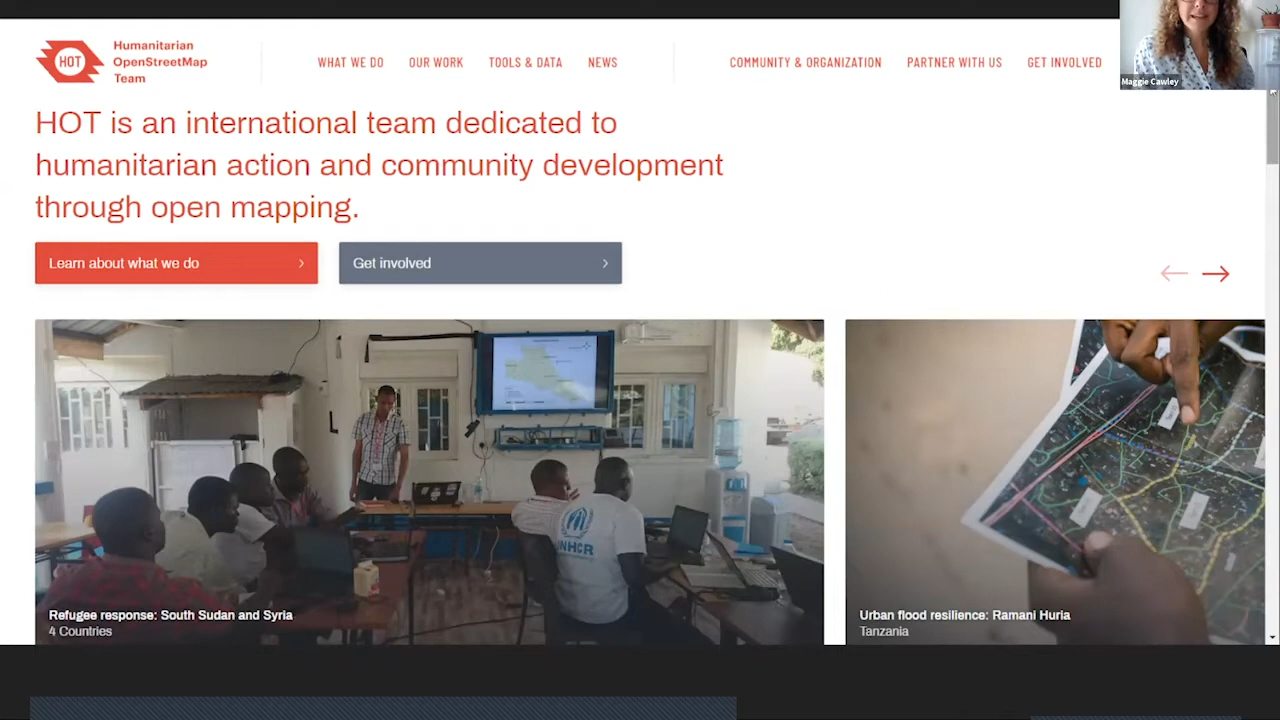 Humanitarian
OpenStreetMap
Team
HOT
WHAT WE DO
OUR WORK
TOOLS & DATA
NEWS
COMMUNITY & ORGANIZATION
PARTNER WITH US
GET INVOLVED
Maggie Cawley
HOT is an international team dedicated to
humanitarian action and community development
through open mapping.
Learn about what we do
Get involved
UNHCR
Refugee response: South Sudan and Syria
4 Countries
Urban flood resilience: Ramani Huria
Tanzania